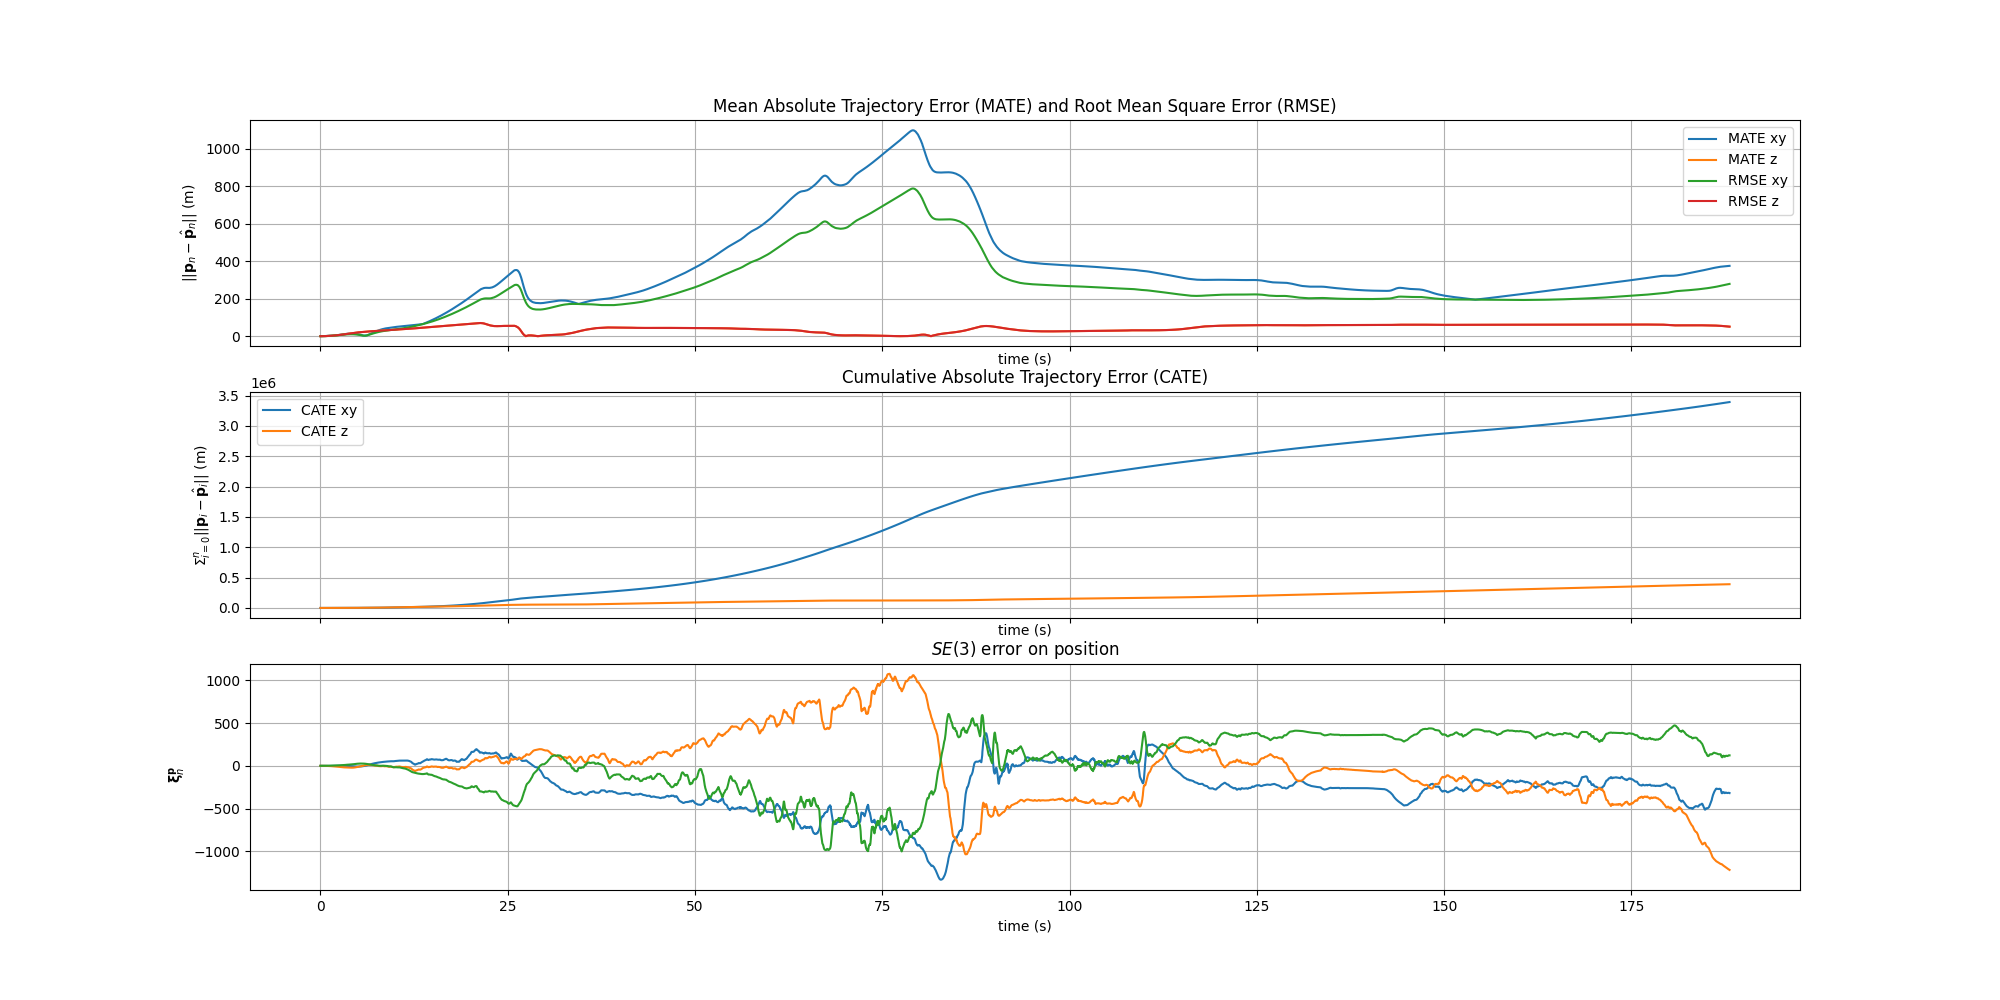 Mean Absolute Trajectory Error (MATE) and Root Mean Square Error (RMSE)
||𝐩ₙ − 𝐩̂ₙ|| (m)
1000
800
600
400
200
0
MATE xy
MATE z
RMSE xy
RMSE z
time (s)
Cumulative Absolute Trajectory Error (CATE)
1e6
Σⁿᵢ₌₀||𝐩ᵢ − 𝐩̂ᵢ|| (m)
3.5
3.0
2.5
2.0
1.5
1.0
0.5
0.0
CATE xy
CATE z
time (s)
SE(3) error on position
𝛏ₙᵖ
1000
500
0
−500
−1000
0 25 50 75 100 125 150 175
time (s)